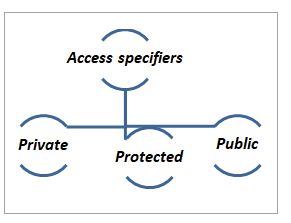 Access specifiers
Private
Protected
Public